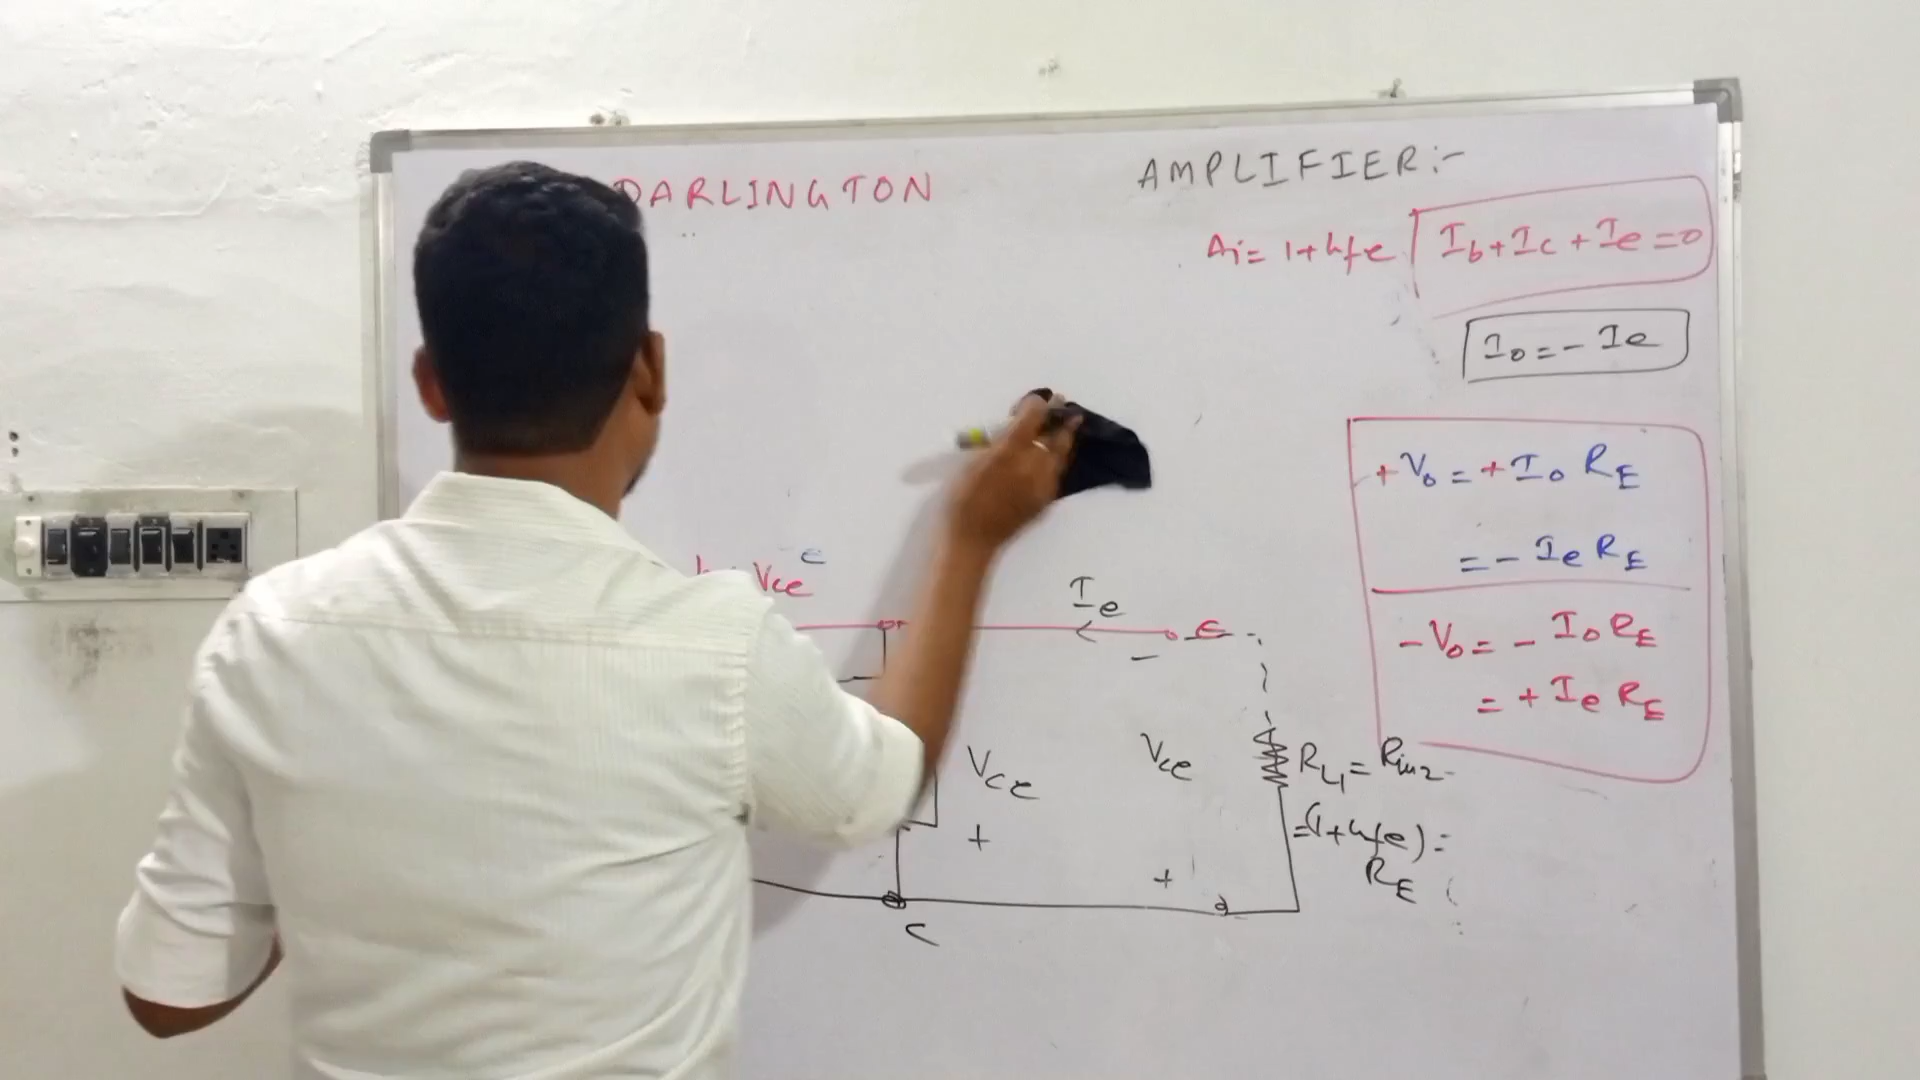 DARLINGTON AMPLIFIER:-
Ai = 1+hfe
Ib + Ic + Ie = 0
Io = - Ie
+Vo = +Io RE
= - Ie RE
-Vo = - Io RE
= + Ie RE
Vce
Ie
E
-
Vce
+
Vce
+
RL1 = Rin2
=(1+hfe)
RE
C